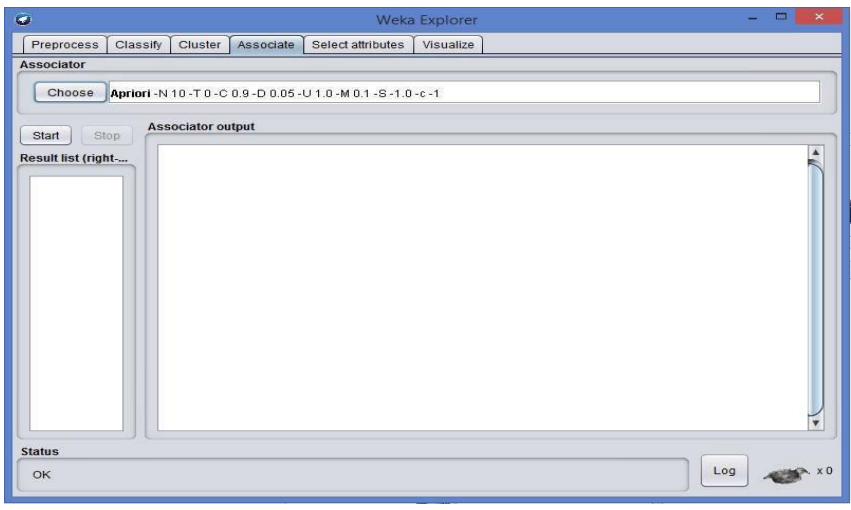 Weka Explorer
Preprocess Classify Cluster Associate Select attributes Visualize
Associator
Choose Apriori -N 10 -T 0 -C 0.9 -D 0.05 -U 1.0 -M 0.1 -S -1.0 -c -1
Start Stop
Associator output
Result list (right-...
Status
OK
Log
x 0